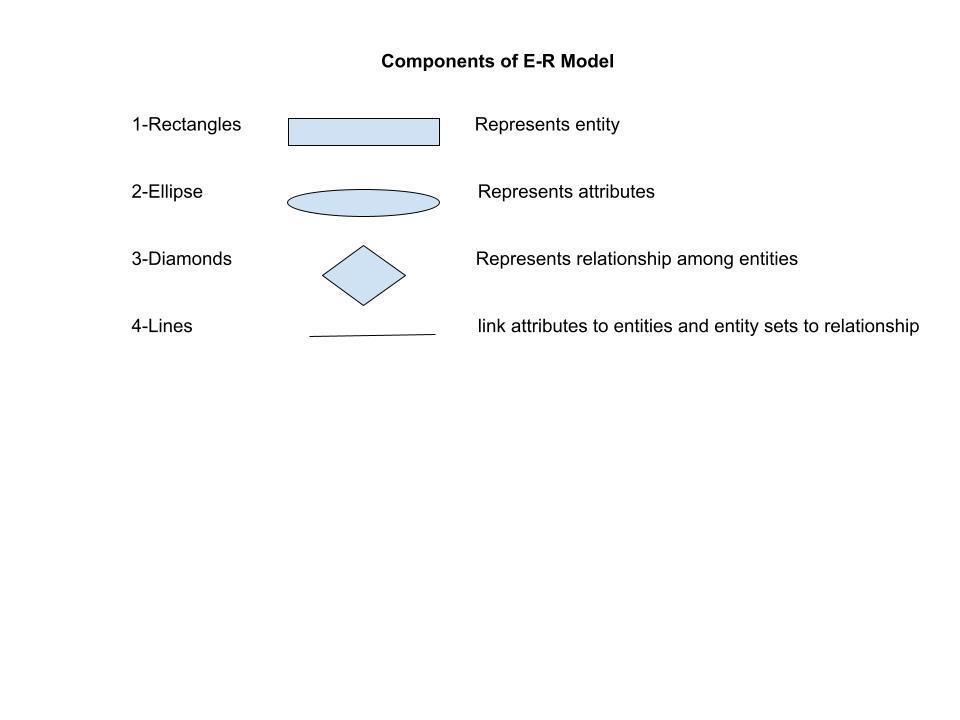 Components of E-R Model
1-Rectangles Represents entity
2-Ellipse Represents attributes
3-Diamonds Represents relationship among entities
4-Lines link attributes to entities and entity sets to relationship